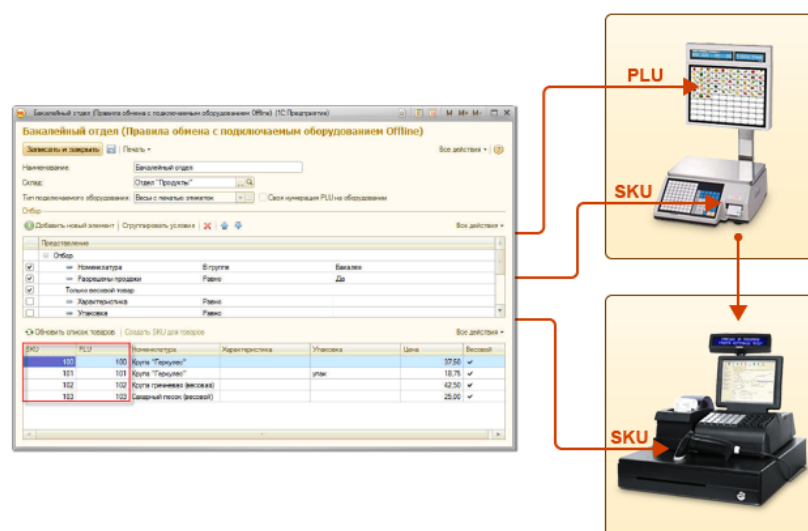 Бакалейный отдел (Правила обмена с подключаемым оборудованием Offline) (1С:Предприятие)
M M+ M-
Бакалейный отдел (Правила обмена с подключаемым оборудованием Offline)
Записать и закрыть Печать Все действия
Наименование: Бакалейный отдел
Склад: Отдел "Продукты"
Тип подключаемого оборудования: Весы с печатью этикеток Своя нумерация PLU на оборудовании
Отбор
Добавить новый элемент Сгруппировать условия Все действия
Представление
Отбор
Номенклатура В группе Бакалея
Разрешены продажи Равно Да
Только весовой товар
Характеристика Равно
Упаковка Равно
Обновить список товаров Создать SKU для товаров Все действия
SKU PLU Номенклатура Характеристика Упаковка Цена Весовой
100 100 Крупа "Геркулес" 37,50
101 101 Крупа "Геркулес" упак 18,75
102 102 Крупа гречневая (весовая) 42,50
103 103 Сахарный песок (весовой) 25,00
PLU
SKU
SKU